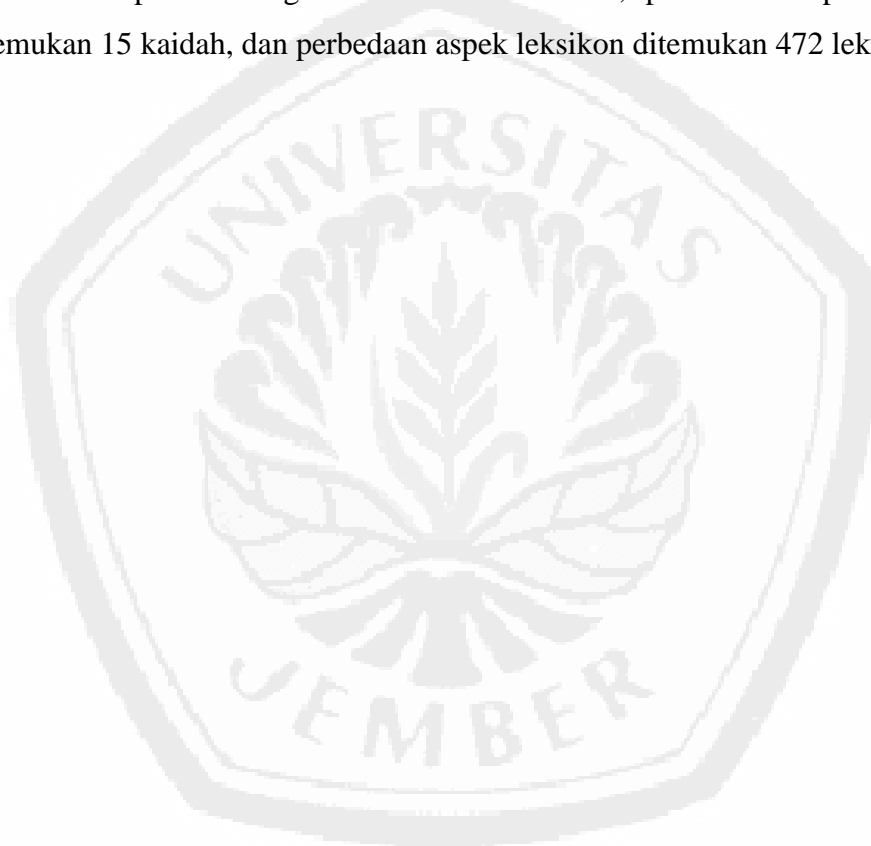 emukan 15 kaidah, dan perbedaan aspek leksikon ditemukan 472 lek
UNIVERSITAS
JEMBER